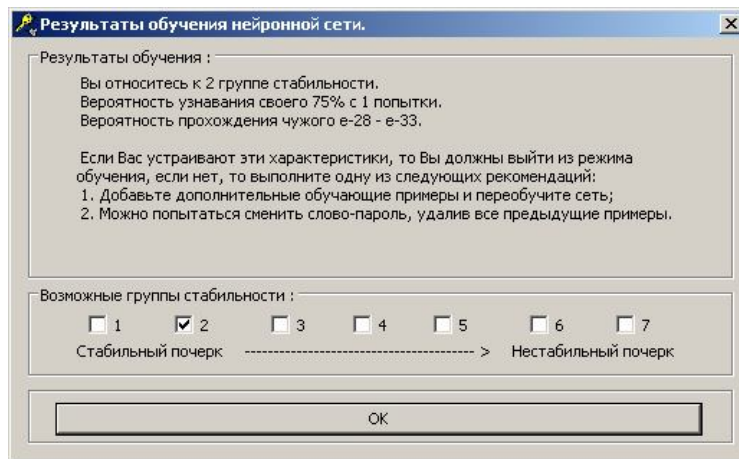 Результаты обучения нейронной сети.
Результаты обучения :
Вы относитесь к 2 группе стабильности.
Вероятность узнавания своего 75% с 1 попытки.
Вероятность прохождения чужого e-28 - e-33.
Если Вас устраивают эти характеристики, то Вы должны выйти из режима
обучения, если нет, то выполните одну из следующих рекомендаций:
1. Добавьте дополнительные обучающие примеры и переобучите сеть;
2. Можно попытаться сменить слово-пароль, удалив все предыдущие примеры.
Возможные группы стабильности :
1 2 3 4 5 6 7
Стабильный почерк ---------------------------------------- > Нестабильный почерк
OK